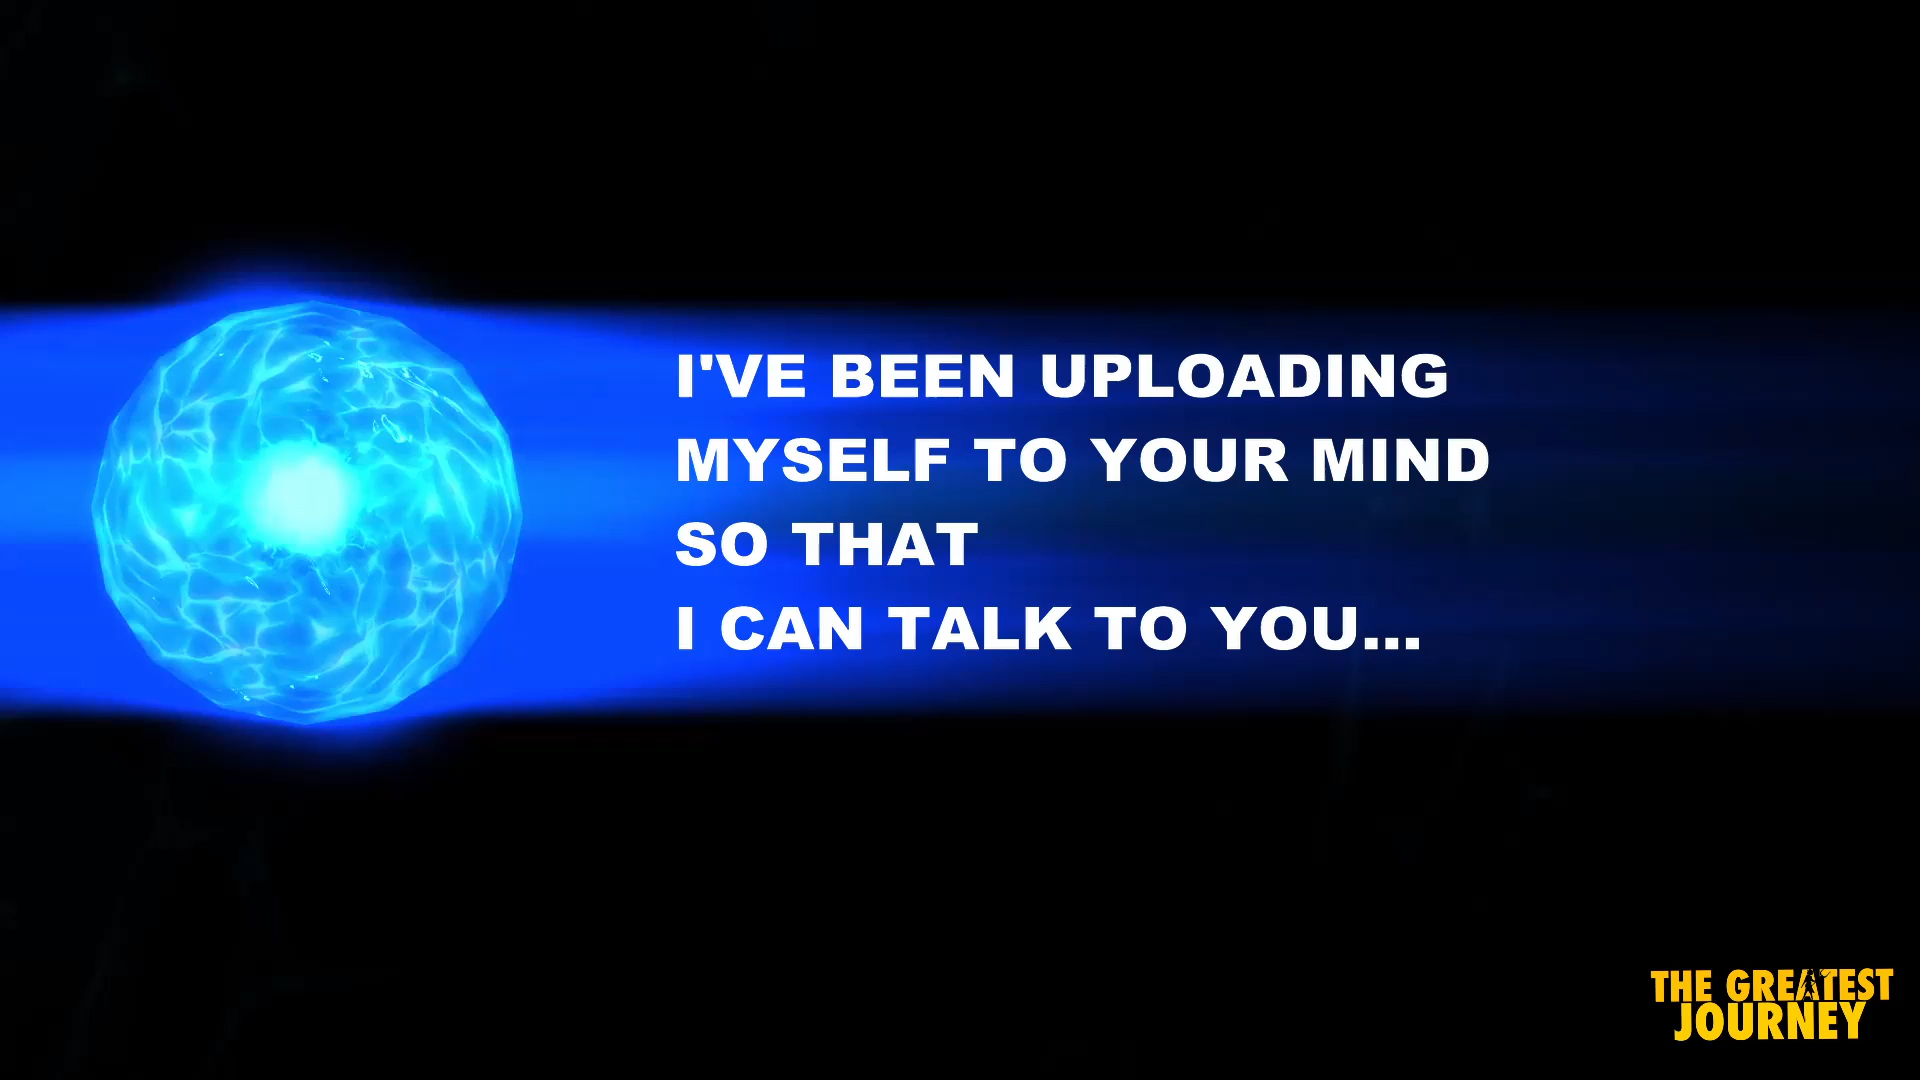 I'VE BEEN UPLOADING
MYSELF TO YOUR MIND
SO THAT
I CAN TALK TO YOU...
THE GREATEST
JOURNEY